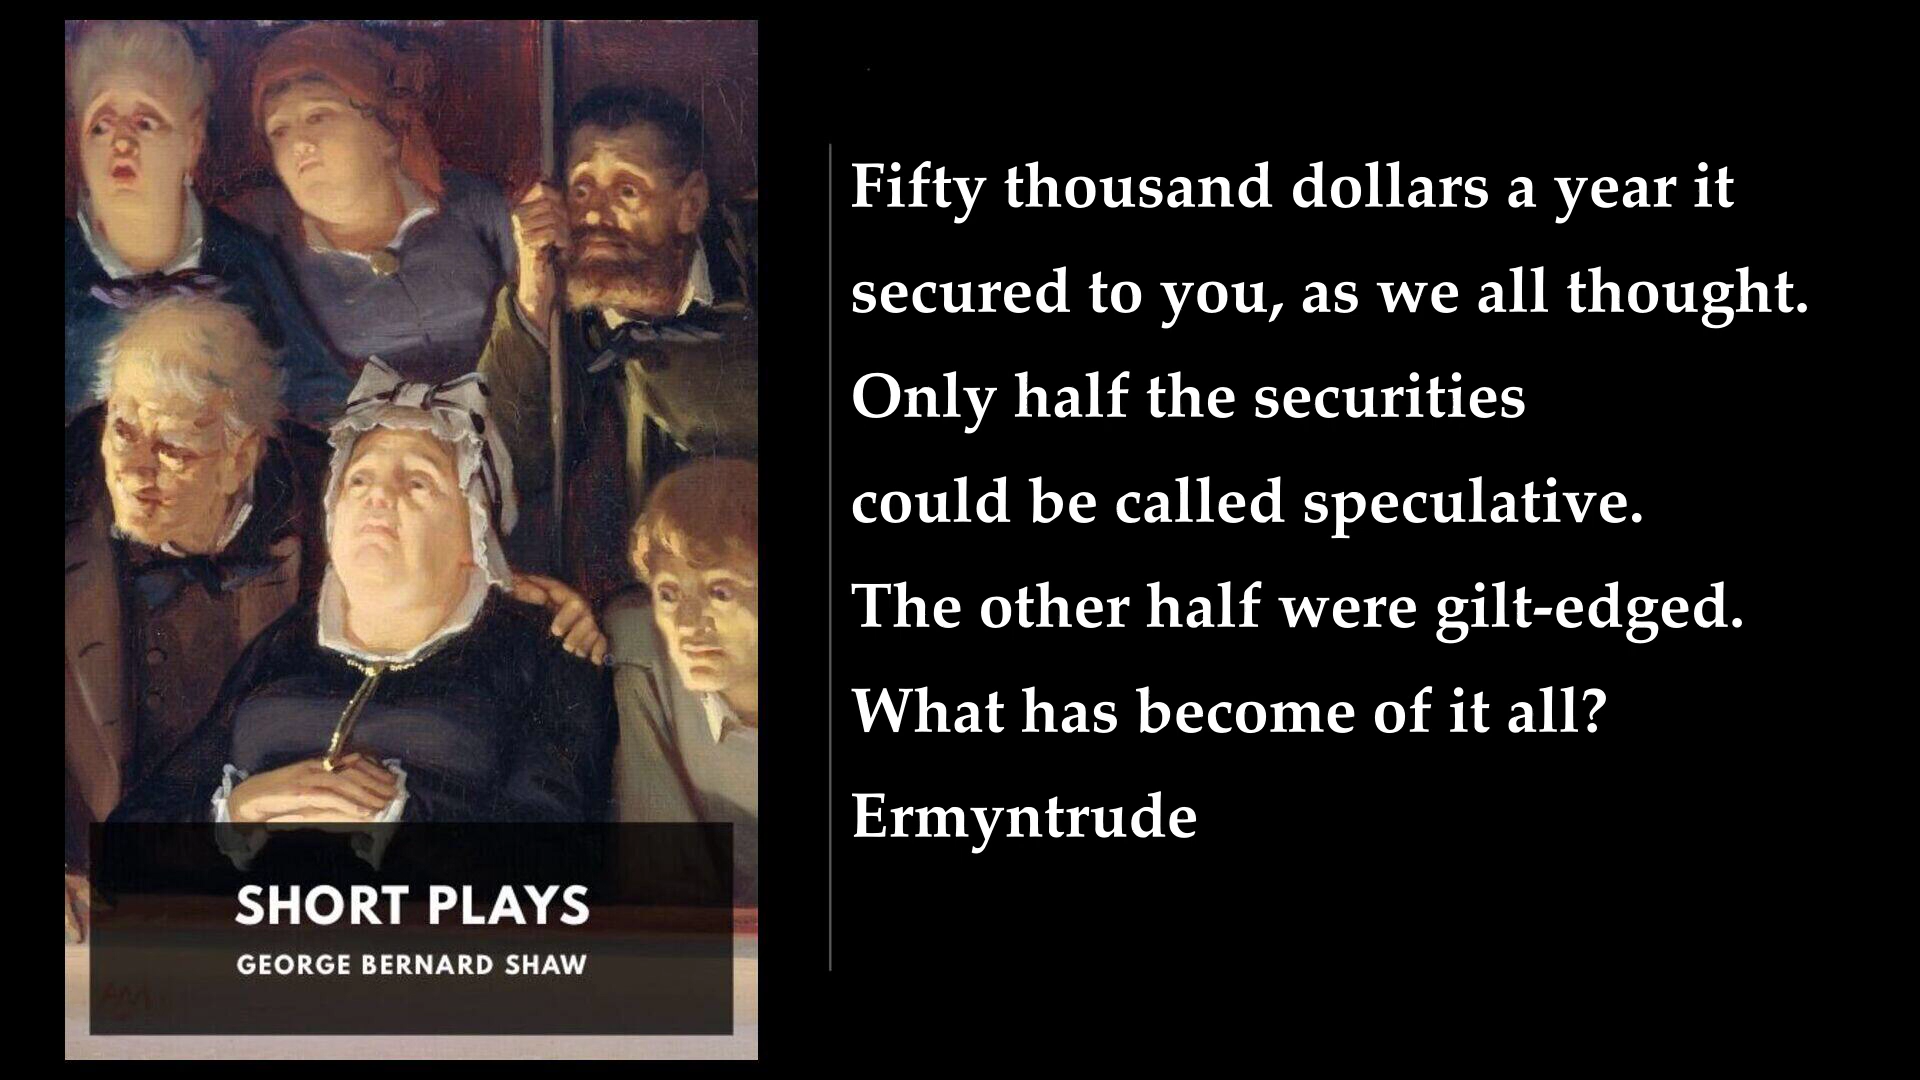 SHORT PLAYS
GEORGE BERNARD SHAW
Fifty thousand dollars a year it
secured to you, as we all thought.
Only half the securities
could be called speculative.
The other half were gilt-edged.
What has become of it all?
Ermyntrude